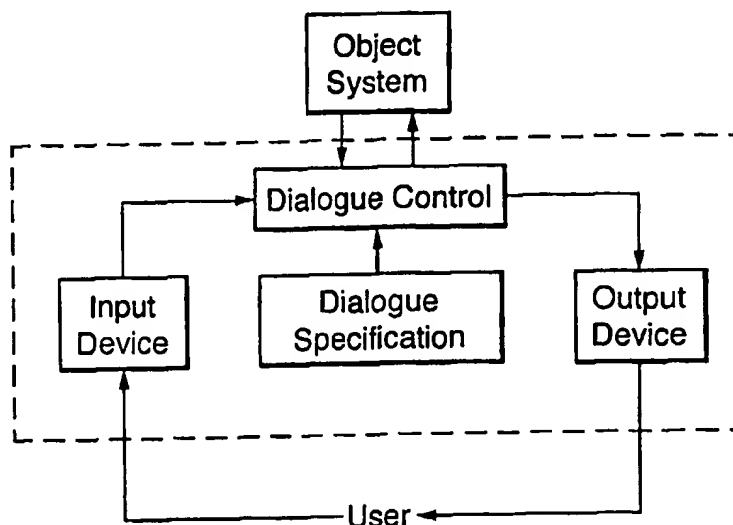 Object
System
Dialogue Control
Input
Device
Dialogue
Specification
Output
Device
User